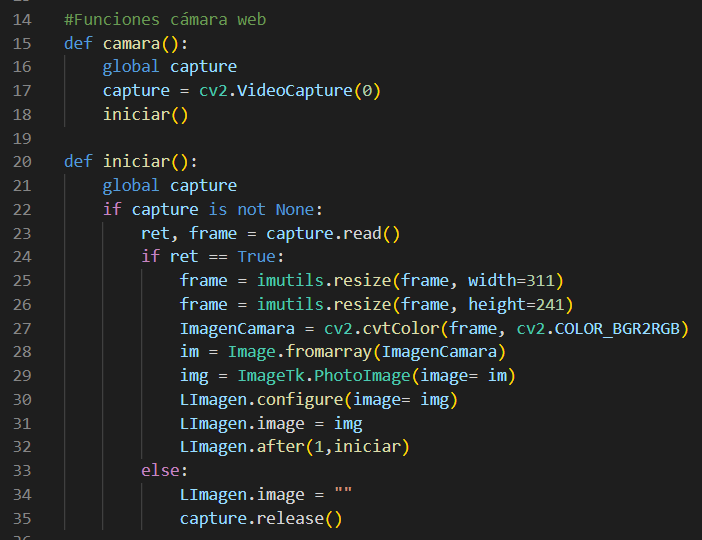 14 #Funciones cámara web
15 def camara():
16     global capture
17     capture = cv2.VideoCapture(0)
18     iniciar()
19
20 def iniciar():
21     global capture
22     if capture is not None:
23         ret, frame = capture.read()
24         if ret == True:
25             frame = imutils.resize(frame, width=311)
26             frame = imutils.resize(frame, height=241)
27             ImagenCamara = cv2.cvtColor(frame, cv2.COLOR_BGR2RGB)
28             im = Image.fromarray(ImagenCamara)
29             img = ImageTk.PhotoImage(image= im)
30             LImagen.configure(image= img)
31             LImagen.image = img
32             LImagen.after(1,iniciar)
33         else:
34             LImagen.image = ""
35             capture.release()